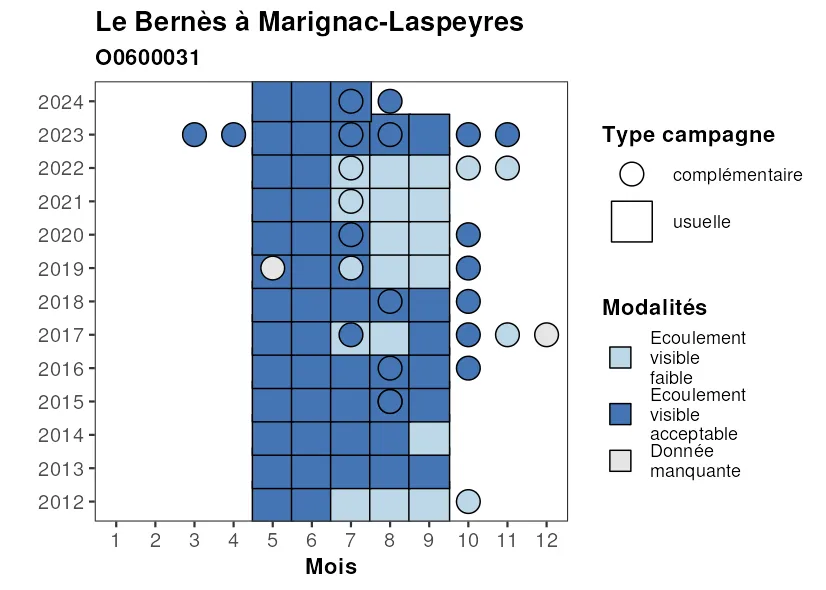 Le Bernès à Marignac-Laspeyres
O0600031
2024
2023
2022
2021
2020
2019
2018
2017
2016
2015
2014
2013
2012
1 2 3 4 5 6 7 8 9 10 11 12
Mois
Type campagne
complémentaire
usuelle
Modalités
Ecoulement
visible
faible
Ecoulement
visible
acceptable
Donnée
manquante